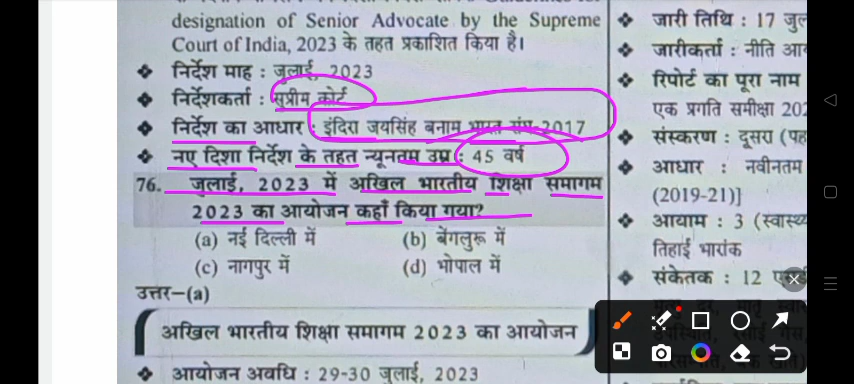 designation of Senior Advocate by the Supreme
Court of India, 2023 के तहत प्रकाशित किया है।
❖ निर्देश माह : जुलाई, 2023
❖ निर्देशकर्ता : सुप्रीम कोर्ट
❖ निर्देश का आधार : इंदिरा जयसिंह बनाम भारत संघ-2017
❖ नए दिशा निर्देश के तहत न्यूनतम उम्र : 45 वर्ष
76. जुलाई, 2023 में अखिल भारतीय शिक्षा समागम
2023 का आयोजन कहाँ किया गया?
(a) नई दिल्ली में (b) बेंगलुरू में
(c) नागपुर में (d) भोपाल में
उत्तर–(a)
अखिल भारतीय शिक्षा समागम 2023 का आयोजन
❖ आयोजन अवधि : 29-30 जुलाई, 2023
❖ जारी तिथि : 17
❖ जारीकर्ता : नीति
❖ रिपोर्ट का पूरा नाम
एक प्रगति समीक्षा
❖ संस्करण : दूसरा
❖ आधार : नवीनतम
(2019-21)]
❖ आयाम : 3
तिहाई भारांक
❖ संकेतक : 12